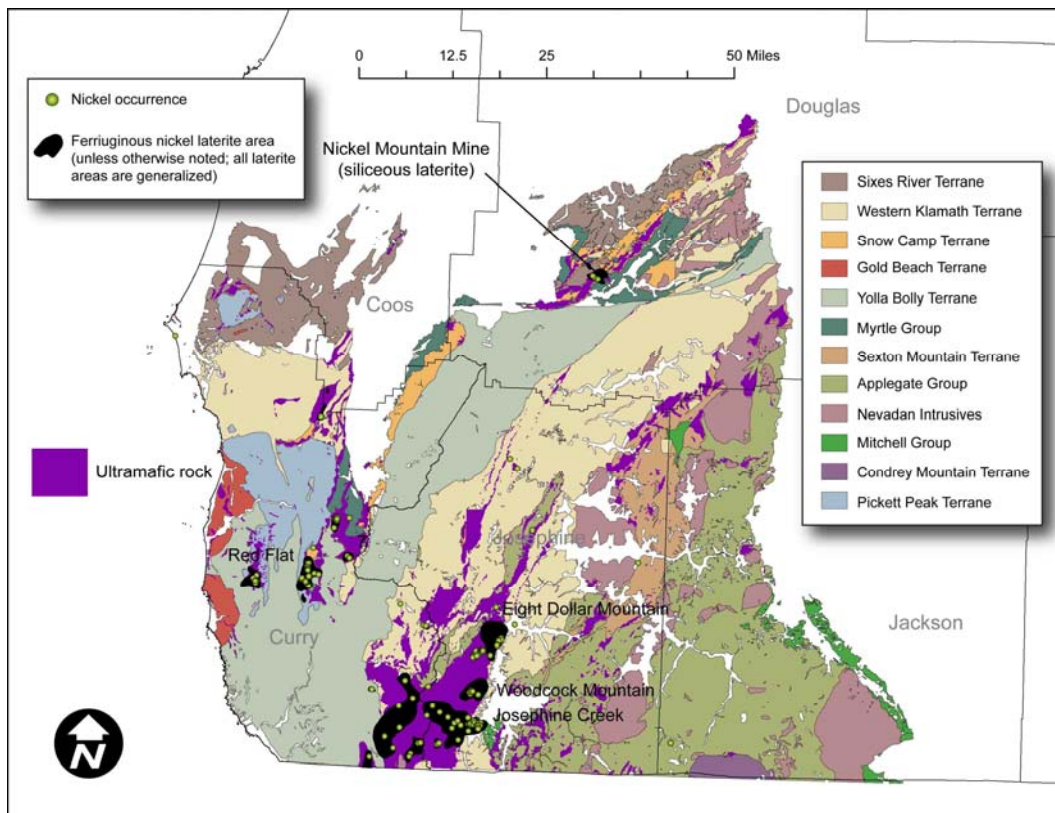 0 12.5 25 50 Miles
Nickel occurrence
Ferriuginous nickel laterite area
(unless otherwise noted; all laterite
areas are generalized)
Douglas
Nickel Mountain Mine
(siliceous laterite)
Sixes River Terrane
Western Klamath Terrane
Snow Camp Terrane
Gold Beach Terrane
Yolla Bolly Terrane
Myrtle Group
Sexton Mountain Terrane
Applegate Group
Nevadan Intrusives
Mitchell Group
Condrey Mountain Terrane
Pickett Peak Terrane
Coos
Ultramafic rock
Josephine
Red Flat
Eight Dollar Mountain
Curry
Jackson
Woodcock Mountain
Josephine Creek
N